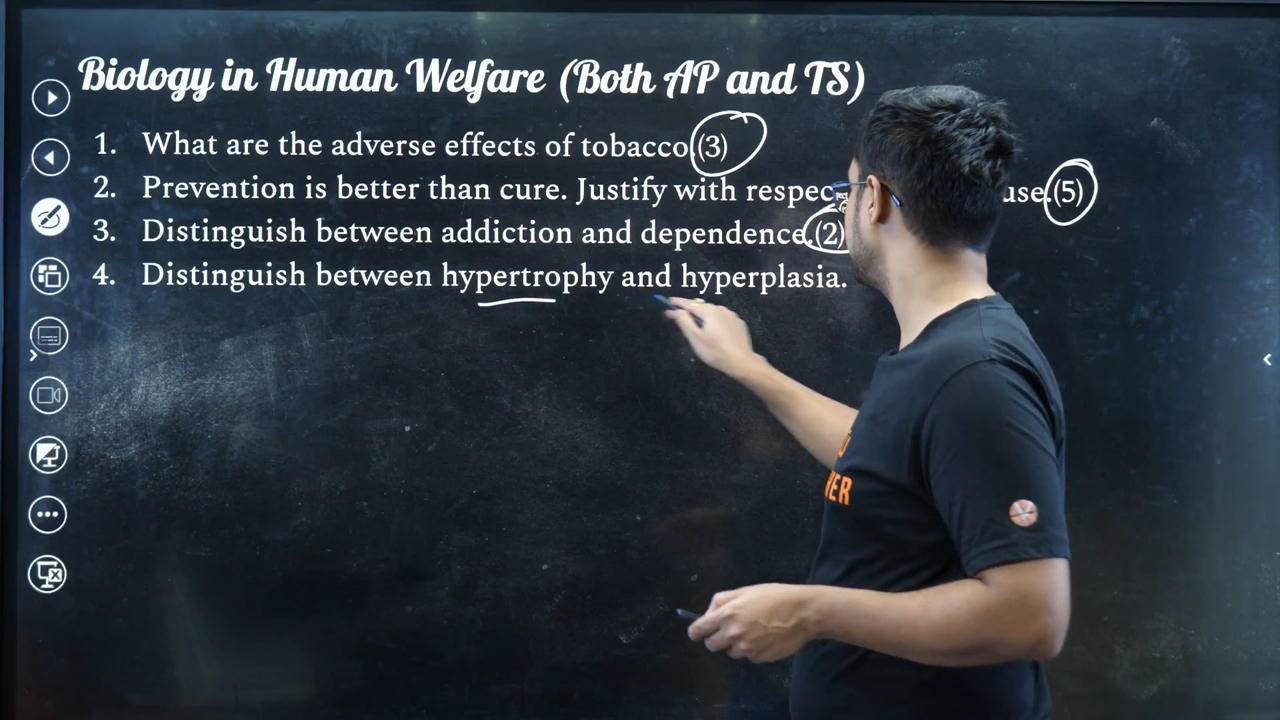 Biology in Human Welfare (Both AP and TS)
1. What are the adverse effects of tobacco.(3)
2. Prevention is better than cure. Justify with respec use.(5)
3. Distinguish between addiction and dependence.(2)
4. Distinguish between hypertrophy and hyperplasia.